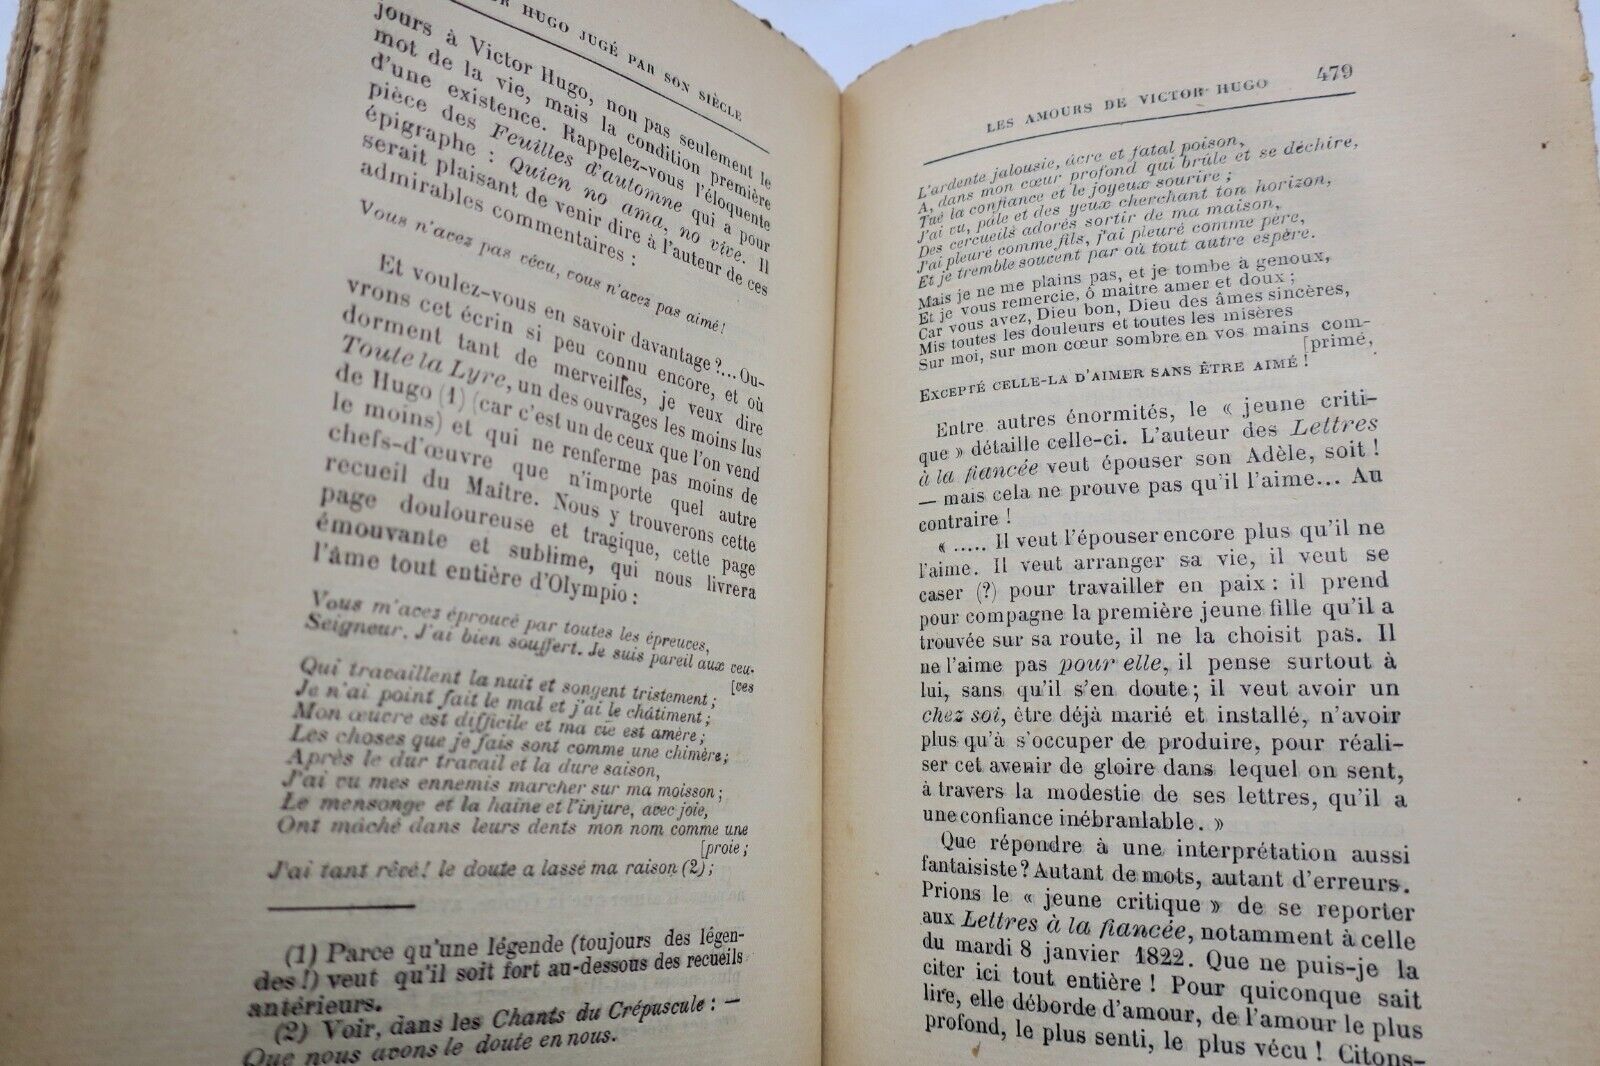 HUGO JUGÉ PAR SON SIÈCLE
jours à Victor Hugo, non pas seulement le
mot de la vie, mais la condition première
d'une existence. Rappelez-vous l'éloquente
pièce des Feuilles d'automne qui a pour
épigraphe : Quien no ama, no vive. Il
serait plaisant de venir dire à l'auteur de ces
admirables commentaires :
Vous n'avez pas vécu, vous n'avez pas aimé !
Et voulez-vous en savoir davantage ?... Ou-
vrons cet écrin si peu connu encore, et où
dorment tant de merveilles, je veux dire
Toute la Lyre, un des ouvrages les moins lus
de Hugo (1) (car c'est un de ceux que l'on vend
le moins) et qui ne renferme pas moins de
chefs-d'œuvre que n'importe quel autre
recueil du Maître. Nous y trouverons cette
page douloureuse et tragique, cette page
émouvante et sublime, qui nous livrera
l'âme tout entière d'Olympio :
Vous m'avez éprouvé par toutes les épreuves,
Seigneur. J'ai bien souffert. Je suis pareil aux veu-
[ves
Qui travaillent la nuit et songent tristement ;
Je n'ai point fait le mal et j'ai le châtiment ;
Mon œuvre est difficile et ma vie est amère ;
Les choses que je fais sont comme une chimère ;
Après le dur travail et la dure saison,
J'ai vu mes ennemis marcher sur ma moisson ;
Le mensonge et la haine et l'injure, avec joie,
Ont mâché dans leurs dents mon nom comme une
[proie ;
J'ai tant rêvé ! le doute a lassé ma raison (2) ;
(1) Parce qu'une légende (toujours des légen-
des !) veut qu'il soit fort au-dessous des recueils
antérieurs.
(2) Voir, dans les Chants du Crépuscule : —
Que nous avons le doute en nous.
LES AMOURS DE VICTOR HUGO 479
L'ardente jalousie, âcre et fatal poison,
A, dans mon cœur profond qui brûle et se déchire,
Tué la confiance et le joyeux sourire ;
J'ai vu, pâle et des yeux cherchant ton horizon,
Des cercueils adorés sortir de ma maison,
J'ai pleuré comme fils, j'ai pleuré comme père,
Et je tremble souvent par où tout autre espère.
Mais je ne me plains pas, et je tombe à genoux,
Et je vous remercie, ô maître amer et doux ;
Car vous avez, Dieu bon, Dieu des âmes sincères,
Mis toutes les douleurs et toutes les misères
Sur moi, sur mon cœur sombre en vos mains com-
[primé,
EXCEPTÉ CELLE-LA D'AIMER SANS ÊTRE AIMÉ !
Entre autres énormités, le « jeune criti-
que » détaille celle-ci. L'auteur des Lettres
à la fiancée veut épouser son Adèle, soit !
— mais cela ne prouve pas qu'il l'aime... Au
contraire !
« ..... Il veut l'épouser encore plus qu'il ne
l'aime. Il veut arranger sa vie, il veut se
caser (?) pour travailler en paix : il prend
pour compagne la première jeune fille qu'il a
trouvée sur sa route, il ne la choisit pas. Il
ne l'aime pas pour elle, il pense surtout à
lui, sans qu'il s'en doute ; il veut avoir un
chez soi, être déjà marié et installé, n'avoir
plus qu'à s'occuper de produire, pour réali-
ser cet avenir de gloire dans lequel on sent,
à travers la modestie de ses lettres, qu'il a
une confiance inébranlable. »
Que répondre à une interprétation aussi
fantaisiste ? Autant de mots, autant d'erreurs.
Prions le « jeune critique » de se reporter
aux Lettres à la fiancée, notamment à celle
du mardi 8 janvier 1822. Que ne puis-je la
citer ici tout entière ! Pour quiconque sait
lire, elle déborde d'amour, de l'amour le plus
profond, le plus senti, le plus vécu ! Citons-